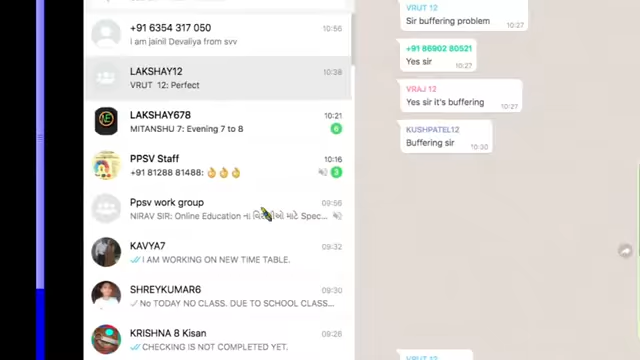 +91 6354 317 050
10:56
I am jainil Devaliya from svv
LAKSHAY12
10:38
VRUT 12: Perfect
LAKSHAY678
10:21
MITANSHU 7: Evening 7 to 8
6
PPSV Staff
10:16
+91 81288 81488: 👌👌👌
3
Ppsv work group
09:56
NIRAV SIR: Online Education ના માટે Spec...
KAVYA7
09:32
I AM WORKING ON NEW TIME TABLE.
SHREYKUMAR6
09:30
No TODAY NO CLASS. DUE TO SCHOOL CLASS...
KRISHNA 8 Kisan
09:26
CHECKING IS NOT COMPLETED YET.
VRUT 12
Sir buffering problem
10:27
+91 86902 80521
Yes sir
10:27
VRAJ 12
Yes sir it's buffering
10:27
KUSHPATEL12
Buffering sir
10:30
VRUT 12